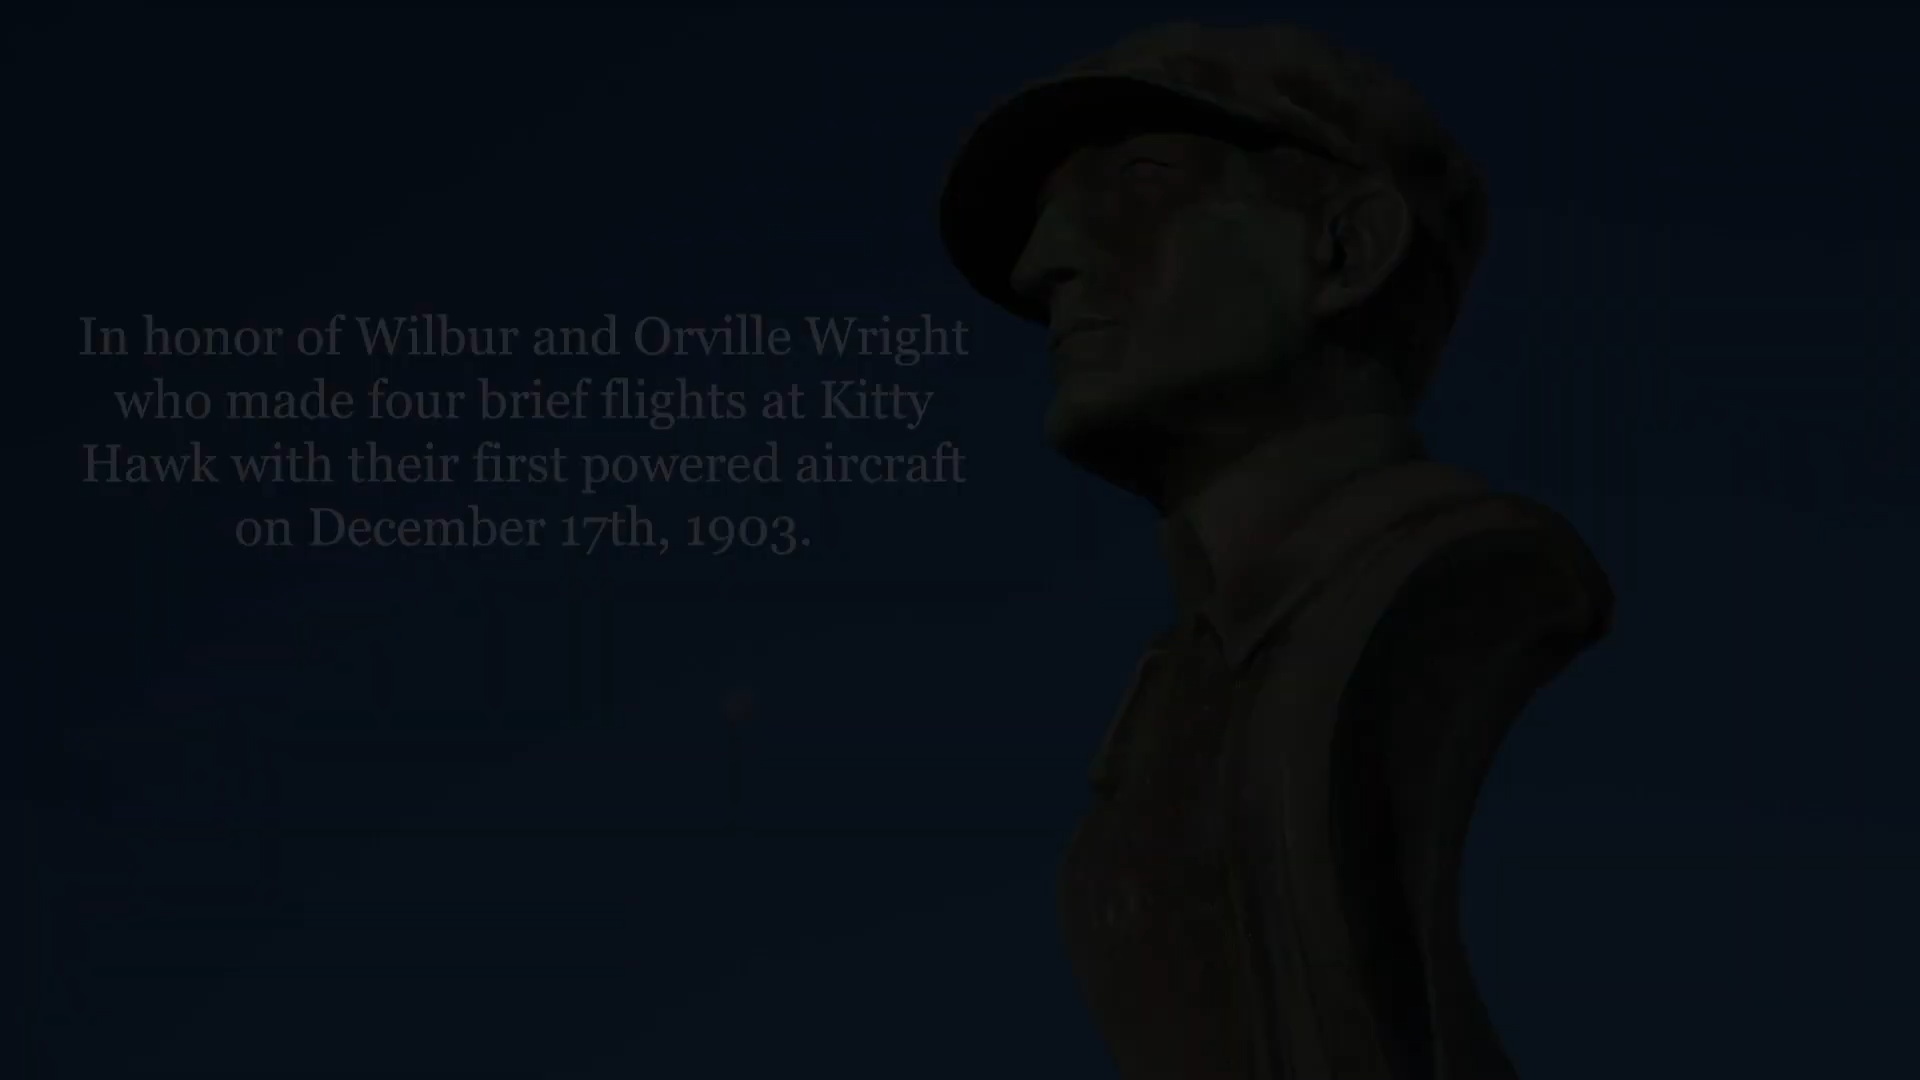 In honor of Wilbur and Orville Wright
who made four brief flights at Kitty
Hawk with their first powered aircraft
on December 17th, 1903.